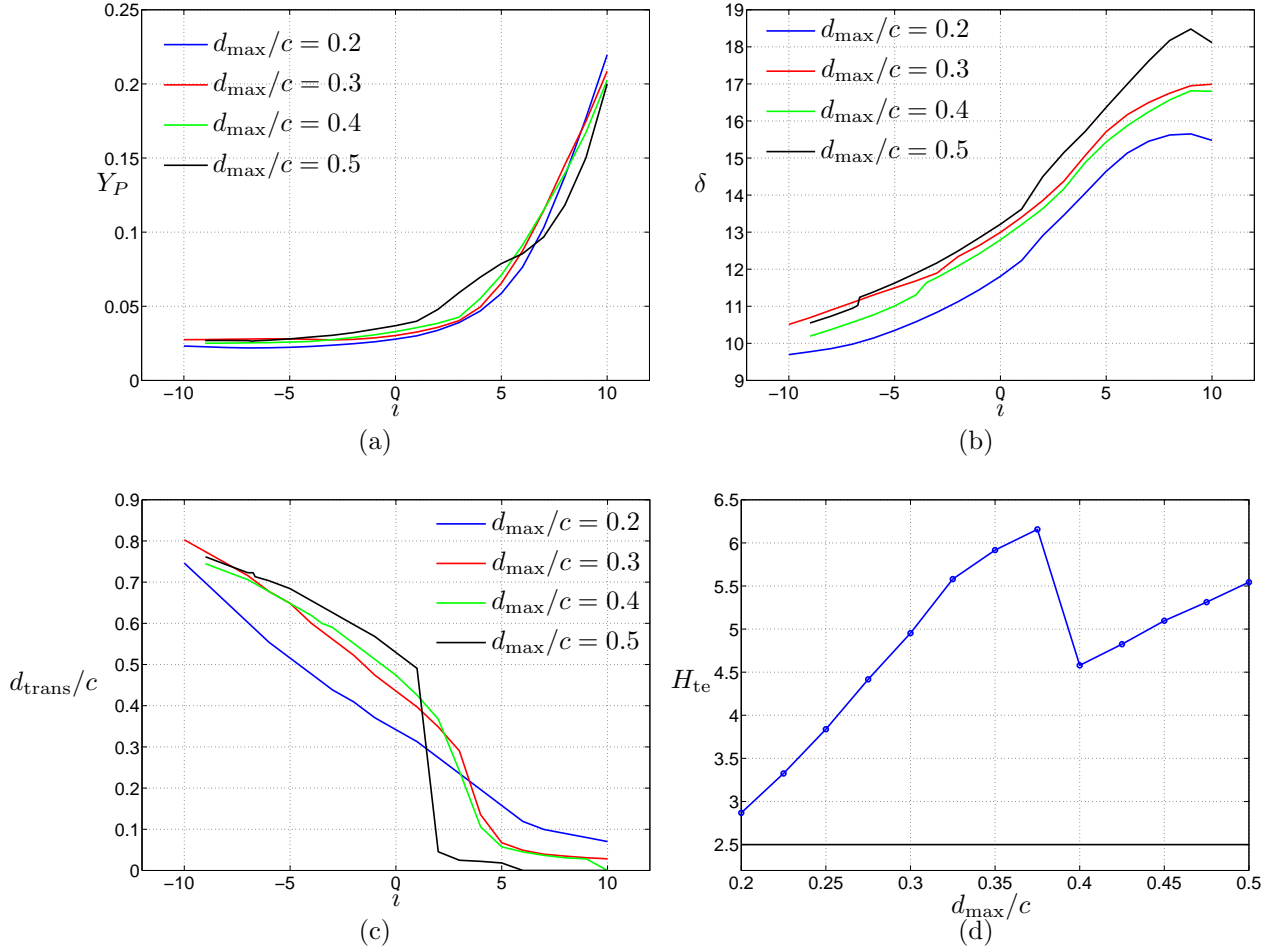 0.25
0.20
0.15
0.1
0.05
0
Y_P
d_max/c = 0.2
d_max/c = 0.3
d_max/c = 0.4
d_max/c = 0.5
−10 −5 0 5 10
i
(a)
19
18
17
16
15
14
13
12
11
10
9
δ
d_max/c = 0.2
d_max/c = 0.3
d_max/c = 0.4
d_max/c = 0.5
−10 −5 0 5 10
i
(b)
0.9
0.8
0.7
0.6
0.5
0.4
0.3
0.2
0.1
0
d_trans/c
d_max/c = 0.2
d_max/c = 0.3
d_max/c = 0.4
d_max/c = 0.5
−10 −5 0 5 10
i
(c)
6.5
6
5.5
5
4.5
4
3.5
3
2.5
H_te
0.2 0.25 0.3 0.35 0.4 0.45 0.5
d_max/c
(d)